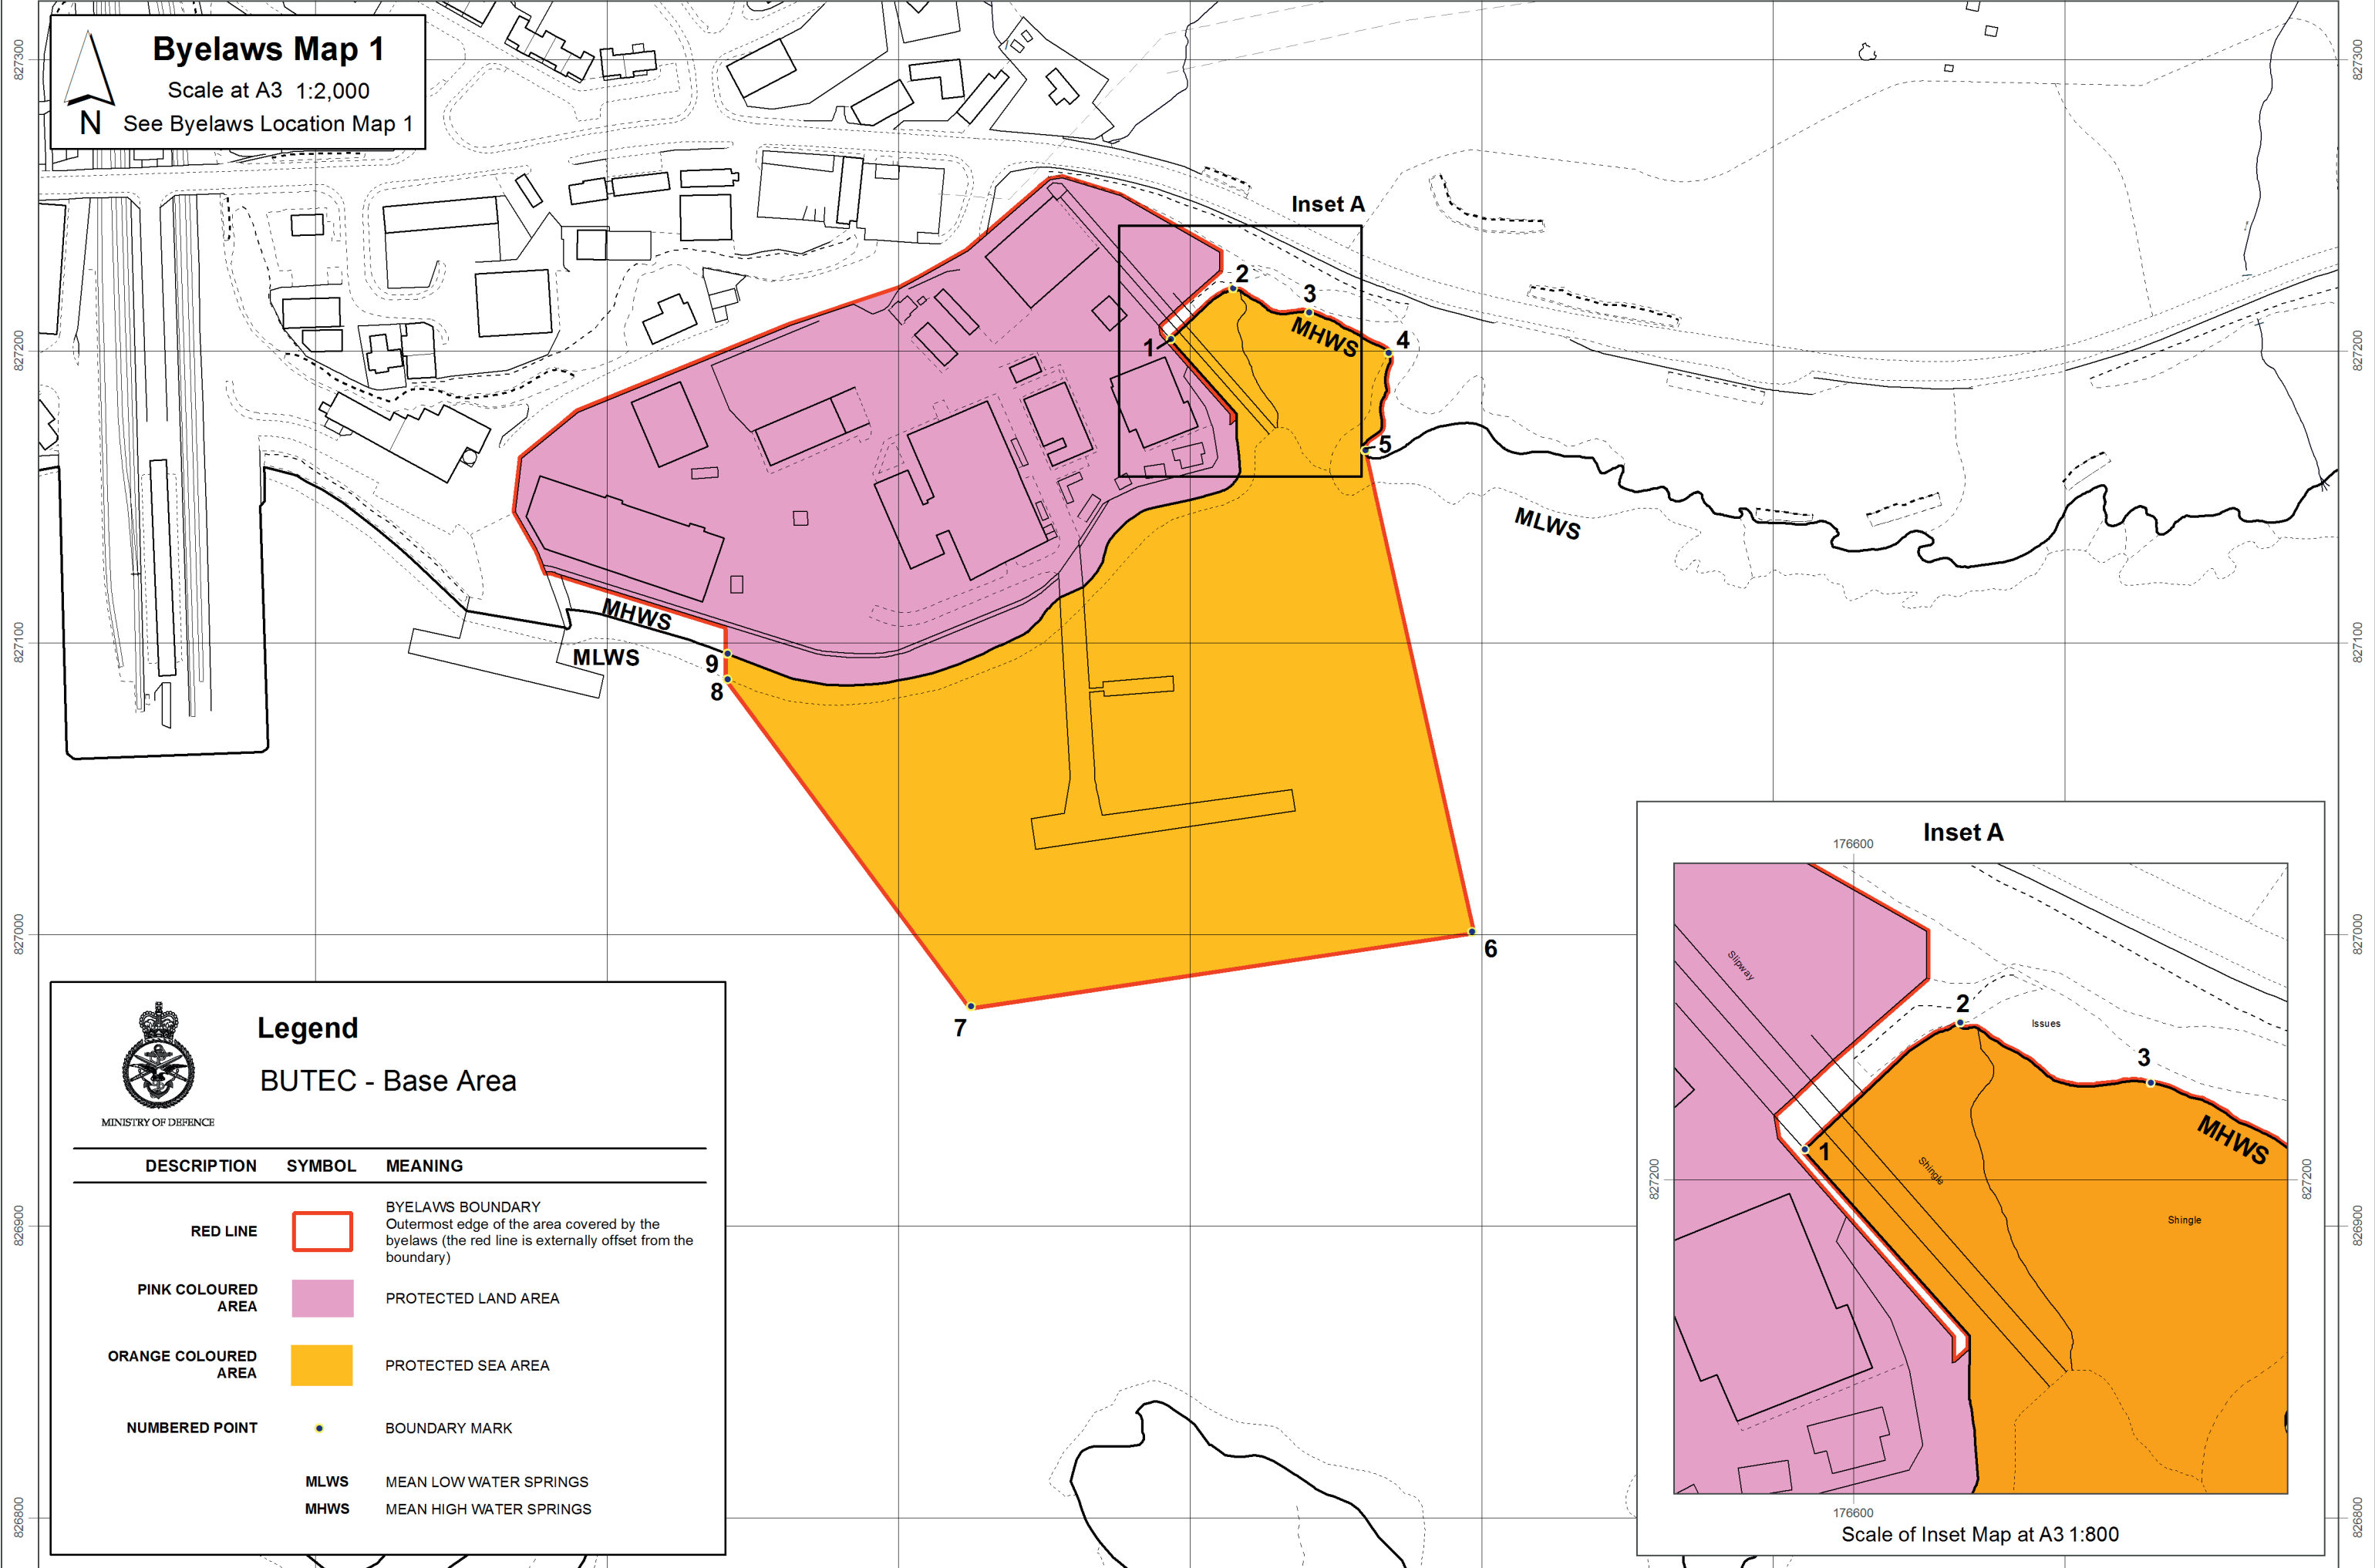 Byelaws Map 1
Scale at A3 1:2,000
See Byelaws Location Map 1
N
827300
827300
Inset A
2
3
MHWS
1
4
5
827200
827200
MLWS
MHWS
MLWS
9
8
827100
827100
827000
827000
6
7
826900
826900
826800
826800
Legend
BUTEC - Base Area
MINISTRY OF DEFENCE
DESCRIPTION SYMBOL MEANING
RED LINE
BYELAWS BOUNDARY
Outermost edge of the area covered by the
byelaws (the red line is externally offset from the
boundary)
PINK COLOURED
AREA
PROTECTED LAND AREA
ORANGE COLOURED
AREA
PROTECTED SEA AREA
NUMBERED POINT
BOUNDARY MARK
MLWS MEAN LOW WATER SPRINGS
MHWS MEAN HIGH WATER SPRINGS
Inset A
176600
Slipway
2
Issues
3
MHWS
1
Shingle
Shingle
827200
827200
176600
Scale of Inset Map at A3 1:800